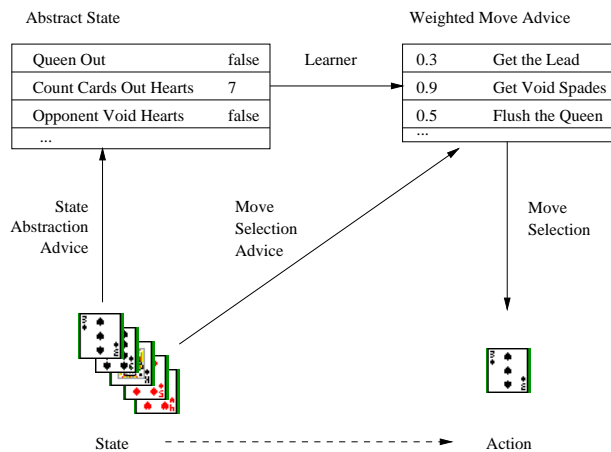 Abstract State
Weighted Move Advice
Queen Out false
Count Cards Out Hearts 7
Opponent Void Hearts false
...
Learner
0.3 Get the Lead
0.9 Get Void Spades
0.5 Flush the Queen
...
State
Abstraction
Advice
Move
Selection
Advice
Move
Selection
State
Action